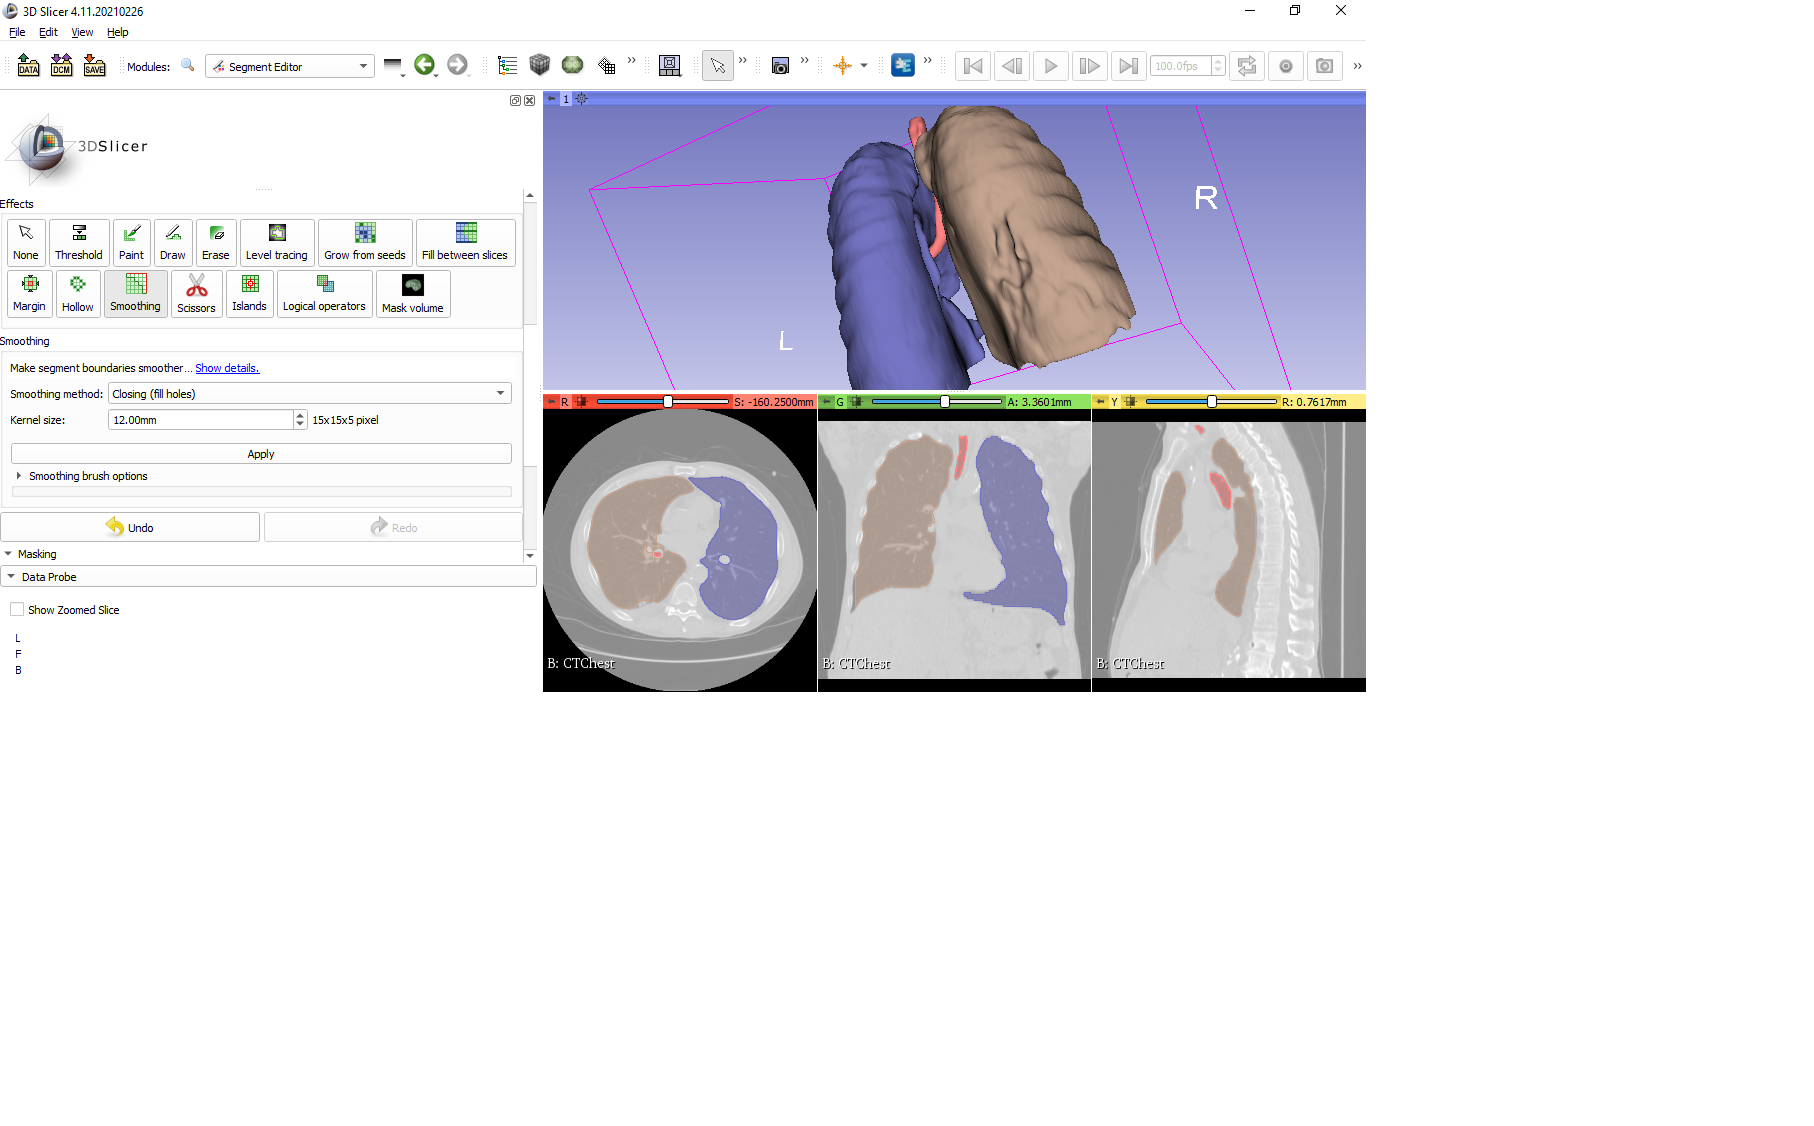 3D Slicer 4.11.20210226
File Edit View Help
DATA DCM SAVE Modules: Segment Editor 100.0fps
1
3DSlicer
Effects
None Threshold Paint Draw Erase Level tracing Grow from seeds Fill between slices
Margin Hollow Smoothing Scissors Islands Logical operators Mask volume
Smoothing
Make segment boundaries smoother... Show details.
Smoothing method: Closing (fill holes)
Kernel size: 12.00mm 15x15x5 pixel
Apply
Smoothing brush options
Undo Redo
Masking
Data Probe
Show Zoomed Slice
L
F
B
R
L
R S: -160.2500mm
B: CTChest
G A: 3.3601mm
B: CTChest
Y R: 0.7617mm
B: CTChest